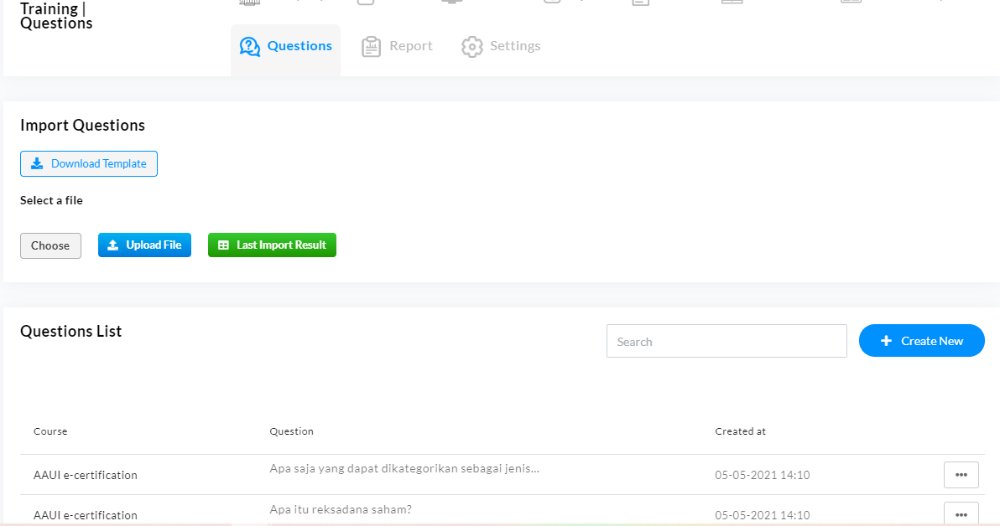 Training |
Questions
Questions
Report
Settings
Import Questions
Download Template
Select a file
Choose
Upload File
Last Import Result
Questions List
Search
Create New
Course Question Created at
AAUI e-certification Apa saja yang dapat dikategorikan sebagai jenis... 05-05-2021 14:10
AAUI e-certification Apa itu reksadana saham? 05-05-2021 14:10